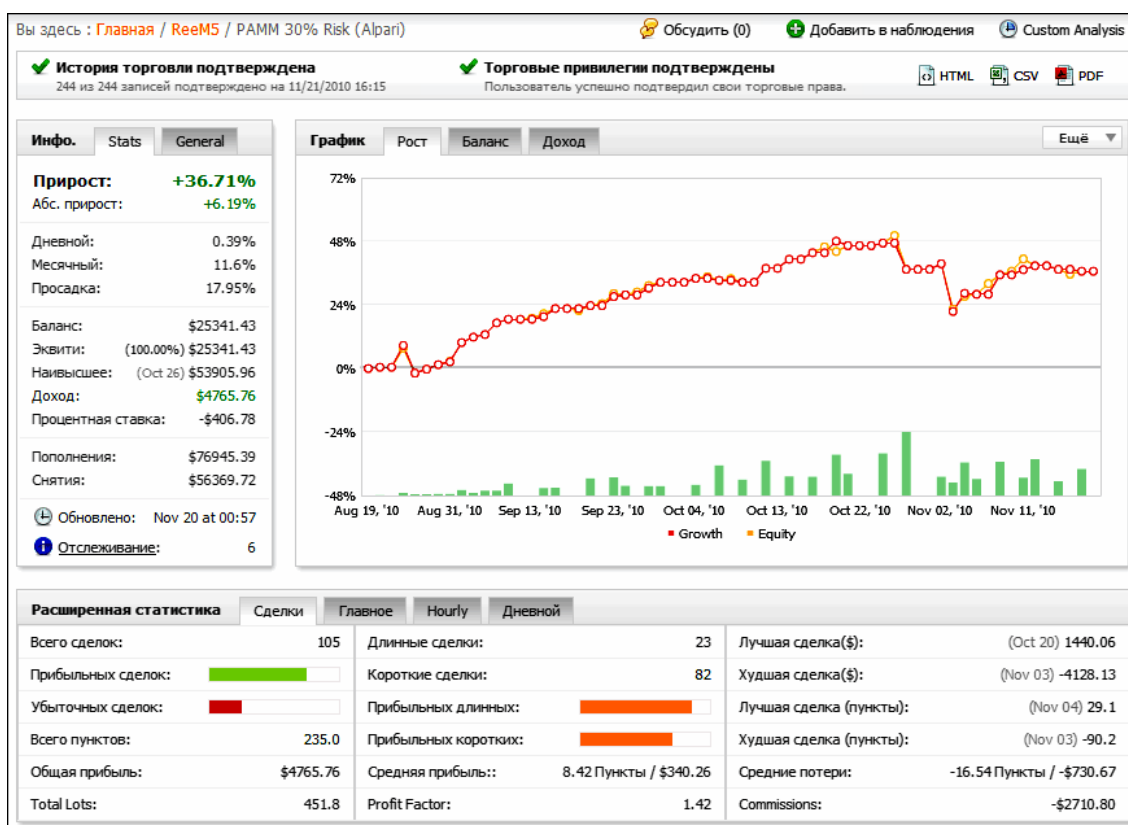 Вы здесь : Главная / ReeM5 / PAMM 30% Risk (Alpari) Обсудить (0) Добавить в наблюдения Custom Analysis
История торговли подтверждена
244 из 244 записей подтверждено на 11/21/2010 16:15
Торговые привилегии подтверждены
Пользователь успешно подтвердил свои торговые права.
HTML CSV PDF
Инфо. Stats General
Прирост: +36.71%
Абс. прирост: +6.19%
Дневной: 0.39%
Месячный: 11.6%
Просадка: 17.95%
Баланс: $25341.43
Эквити: (100.00%) $25341.43
Наивысшее: (Oct 26) $53905.96
Доход: $4765.76
Процентная ставка: -$406.78
Пополнения: $76945.39
Снятия: $56369.72
Обновлено: Nov 20 at 00:57
Отслеживание: 6
График Рост Баланс Доход Ещё
72%
48%
24%
0%
-24%
-48%
Aug 19, '10 Aug 31, '10 Sep 13, '10 Sep 23, '10 Oct 04, '10 Oct 13, '10 Oct 22, '10 Nov 02, '10 Nov 11, '10
Growth Equity
Расширенная статистика Сделки Главное Hourly Дневной
Всего сделок: 105 Длинные сделки: 23 Лучшая сделка($): (Oct 20) 1440.06
Прибыльных сделок: Короткие сделки: 82 Худшая сделка($): (Nov 03) -4128.13
Убыточных сделок: Прибыльных длинных: Лучшая сделка (пункты): (Nov 04) 29.1
Всего пунктов: 235.0 Прибыльных коротких: Худшая сделка (пункты): (Nov 03) -90.2
Общая прибыль: $4765.76 Средняя прибыль:: 8.42 Пункты / $340.26 Средние потери: -16.54 Пункты / -$730.67
Total Lots: 451.8 Profit Factor: 1.42 Commissions: -$2710.80